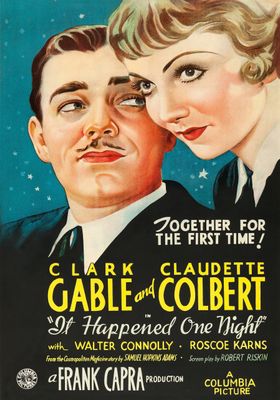 TOGETHER FOR
THE FIRST TIME!
CLARK CLAUDETTE
GABLE and COLBERT
IN
"It Happened One Night"
with WALTER CONNOLLY - ROSCOE KARNS
From the Cosmopolitan Magazine story by SAMUEL HOPKINS ADAMS Screen play by ROBERT RISKIN
A FRANK CAPRA PRODUCTION
A
COLUMBIA
PICTURE